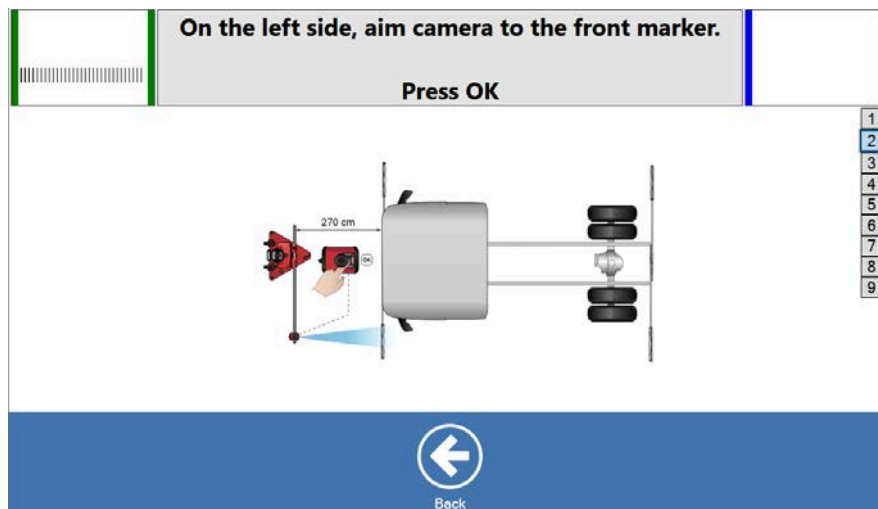 On the left side, aim camera to the front marker.
Press OK
1
2
3
4
5
6
7
8
9
270 cm
OK
Back